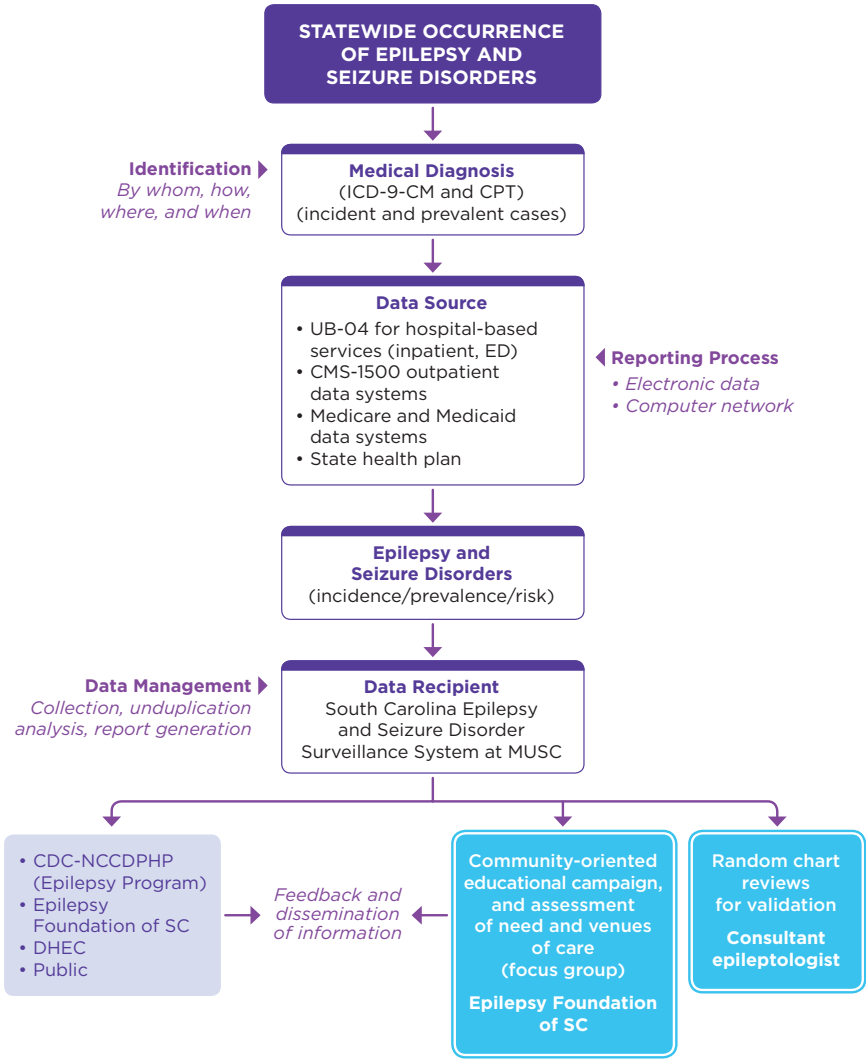 STATEWIDE OCCURRENCE
OF EPILEPSY AND
SEIZURE DISORDERS
Identification
By whom, how,
where, and when
Medical Diagnosis
(ICD-9-CM and CPT)
(incident and prevalent cases)
Data Source
• UB-04 for hospital-based
services (inpatient, ED)
• CMS-1500 outpatient
data systems
• Medicare and Medicaid
data systems
• State health plan
Reporting Process
• Electronic data
• Computer network
Epilepsy and
Seizure Disorders
(incidence/prevalence/risk)
Data Management
Collection, unduplication
analysis, report generation
Data Recipient
South Carolina Epilepsy
and Seizure Disorder
Surveillance System at MUSC
• CDC-NCCDPHP
(Epilepsy Program)
• Epilepsy
Foundation of SC
• DHEC
• Public
Feedback and
dissemination
of information
Community-oriented
educational campaign,
and assessment
of need and venues
of care
(focus group)
Epilepsy Foundation
of SC
Random chart
reviews
for validation
Consultant
epileptologist